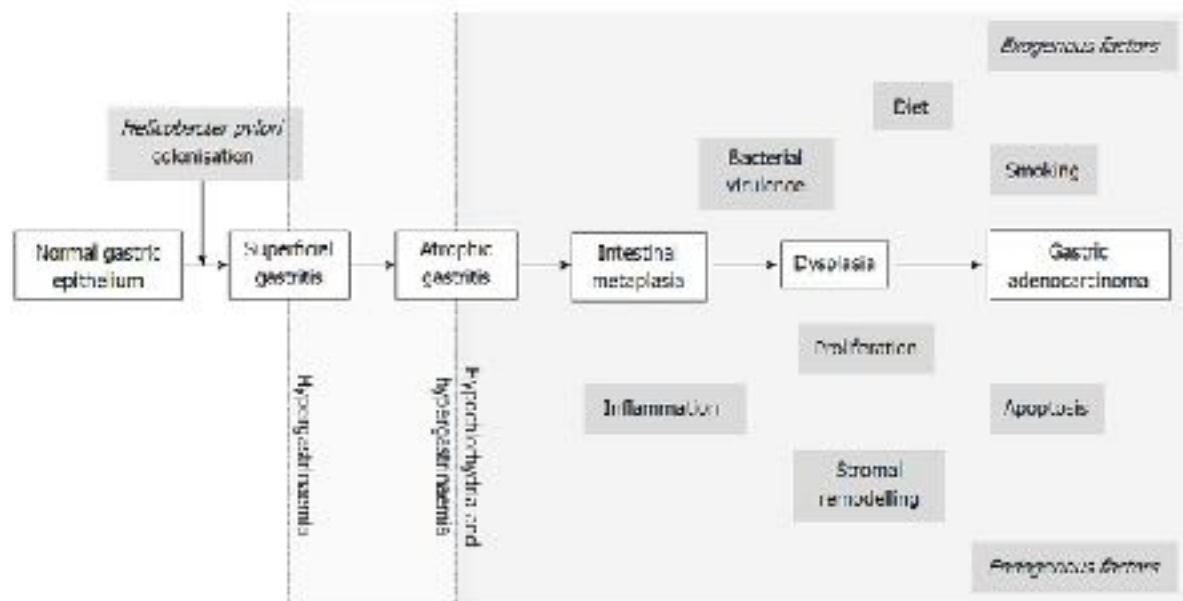 Exogenous factors
Diet
Helicobacter pylori
colonisation
Bacterial
virulence
Smoking
Normal gastric
epithelium
Superficial
gastritis
Atrophic
gastritis
Intestinal
metaplasia
Dysplasia
Gastric
adenocarcinoma
Proliferation
Hypergastrinaemia
Hypochlorhydria and
hypergastrinaemia
Inflammation
Apoptosis
Stromal
remodelling
Endogenous factors